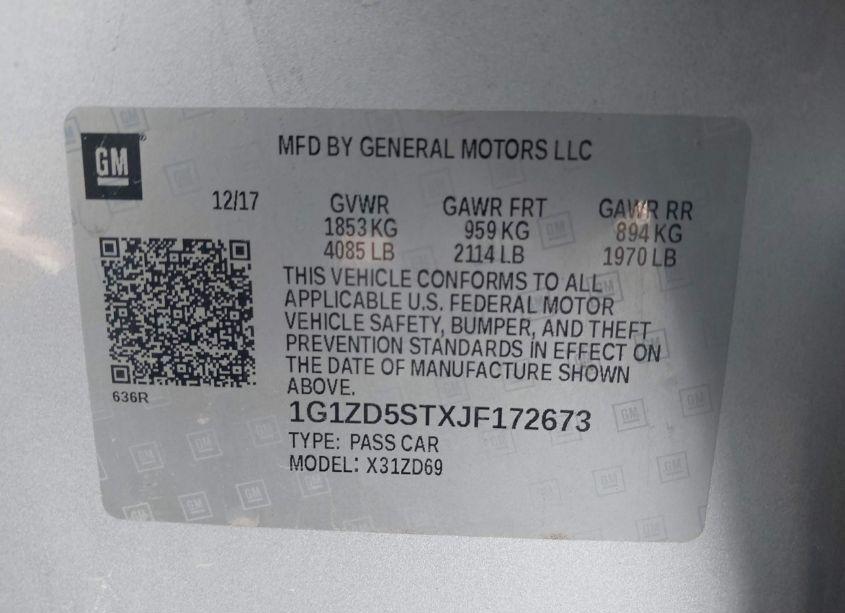 GM
MFD BY GENERAL MOTORS LLC
12/17
GVWR GAWR FRT GAWR RR
1853 KG 959 KG 894 KG
4085 LB 2114 LB 1970 LB
THIS VEHICLE CONFORMS TO ALL
APPLICABLE U.S. FEDERAL MOTOR
VEHICLE SAFETY, BUMPER, AND THEFT
PREVENTION STANDARDS IN EFFECT ON
THE DATE OF MANUFACTURE SHOWN
ABOVE.
636R
1G1ZD5STXJF172673
TYPE: PASS CAR
MODEL: X31ZD69